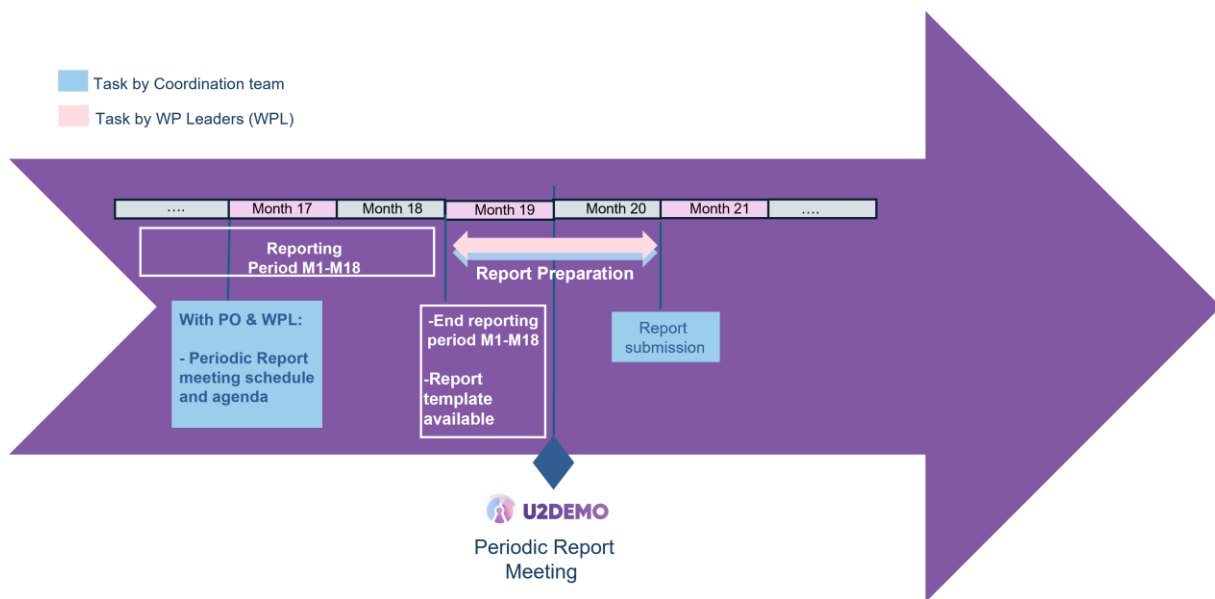 Task by Coordination team
Task by WP Leaders (WPL)
....
Month 17
Month 18
Month 19
Month 20
Month 21
....
Reporting
Period M1-M18
Report Preparation
With PO & WPL:
- Periodic Report
meeting schedule
and agenda
-End reporting
period M1-M18
-Report
template
available
Report
submission
U2DEMO
Periodic Report
Meeting